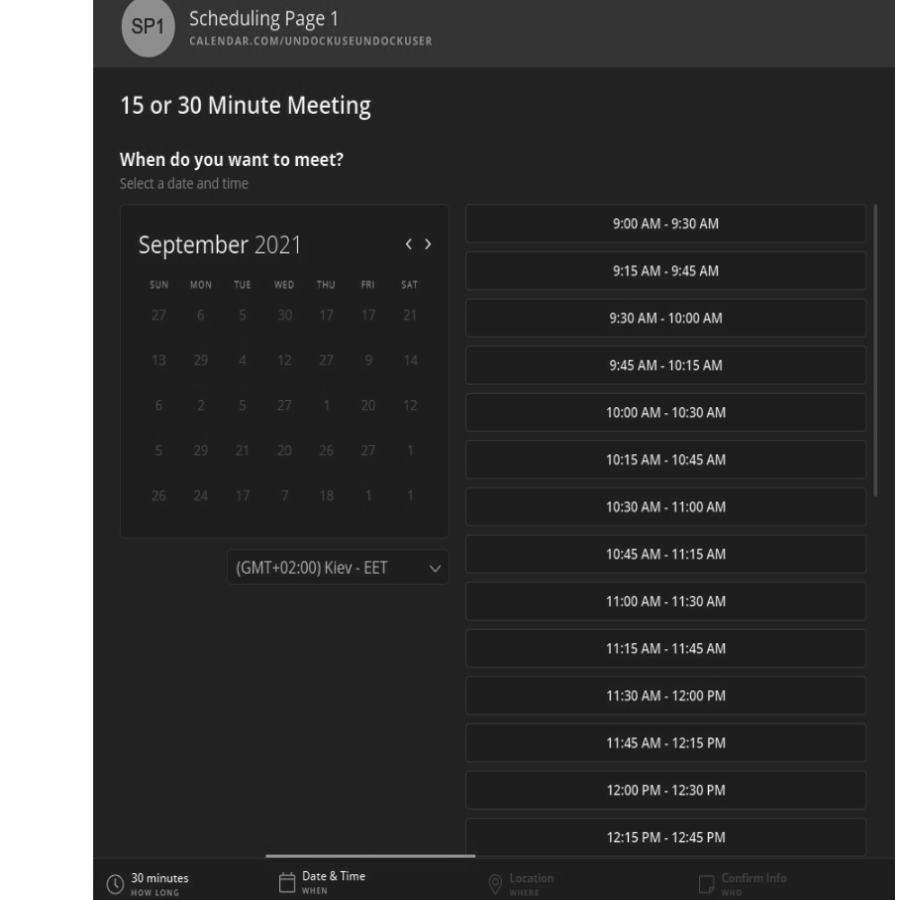 SP1
Scheduling Page 1
CALENDAR.COM/UNDOCKUSEUNDOCKUSER
15 or 30 Minute Meeting
When do you want to meet?
Select a date and time
September 2021
SUN MON TUE WED THU FRI SAT
27 6 5 30 17 17 21
13 29 4 12 27 9 14
6 2 5 27 1 20 12
5 29 21 20 26 27 1
26 24 17 7 18 1 1
(GMT+02:00) Kiev - EET
9:00 AM - 9:30 AM
9:15 AM - 9:45 AM
9:30 AM - 10:00 AM
9:45 AM - 10:15 AM
10:00 AM - 10:30 AM
10:15 AM - 10:45 AM
10:30 AM - 11:00 AM
10:45 AM - 11:15 AM
11:00 AM - 11:30 AM
11:15 AM - 11:45 AM
11:30 AM - 12:00 PM
11:45 AM - 12:15 PM
12:00 PM - 12:30 PM
12:15 PM - 12:45 PM
30 minutes
HOW LONG
Date & Time
WHEN
Location
WHERE
Confirm Info
WHO